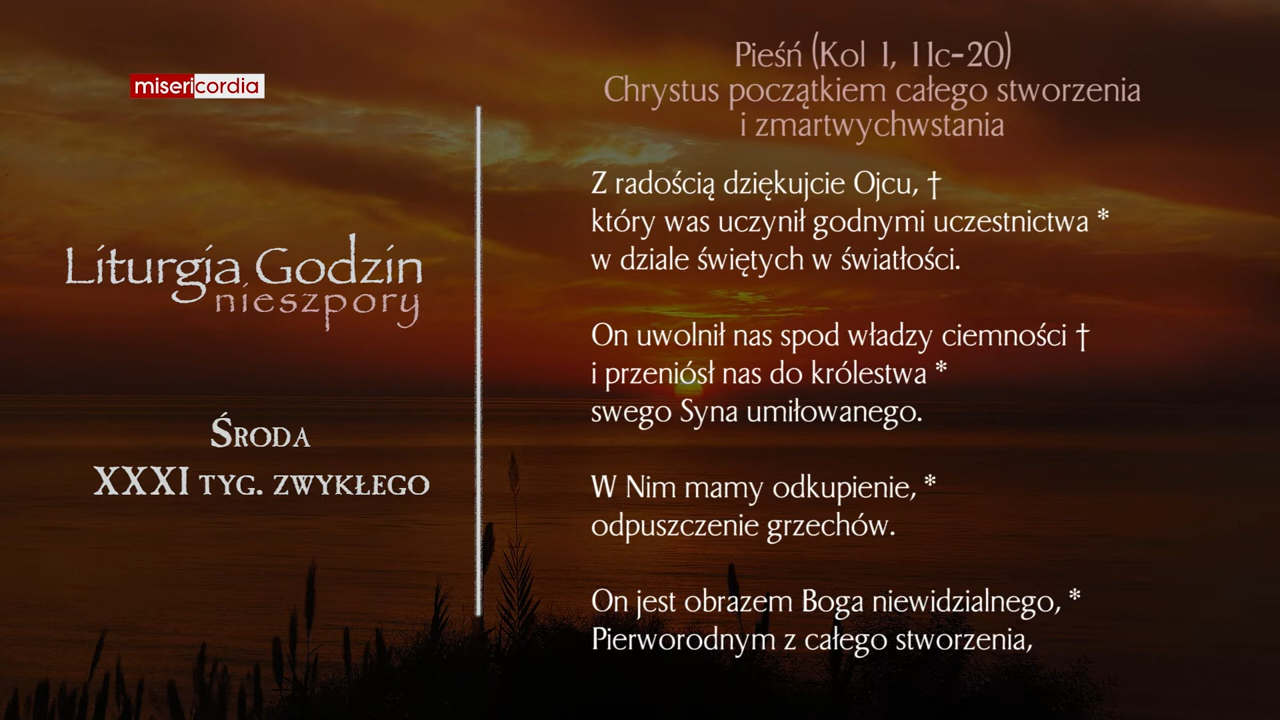 misericordia
Liturgia Godzin
nieszpory
Środa
XXXI tyg. zwykłego
Pieśń (Kol 1, 11c-20)
Chrystus początkiem całego stworzenia
i zmartwychwstania
Z radością dziękujcie Ojcu, †
który was uczynił godnymi uczestnictwa *
w dziale świętych w światłości.
On uwolnił nas spod władzy ciemności †
i przeniósł nas do królestwa *
swego Syna umiłowanego.
W Nim mamy odkupienie, *
odpuszczenie grzechów.
On jest obrazem Boga niewidzialnego, *
Pierworodnym z całego stworzenia,